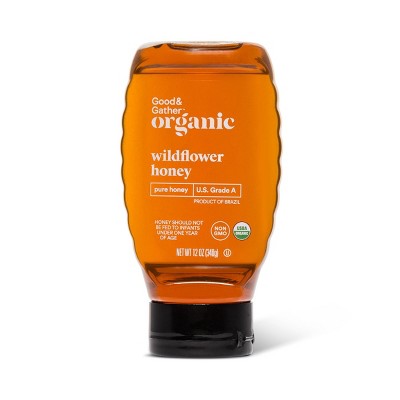 Good&
Gather™
organic
wildflower
honey
pure honey U.S. Grade A
PRODUCT OF BRAZIL
HONEY SHOULD NOT
BE FED TO INFANTS
UNDER ONE YEAR
OF AGE
NON
GMO
USDA
ORGANIC
NET WT 12 OZ (340g) U